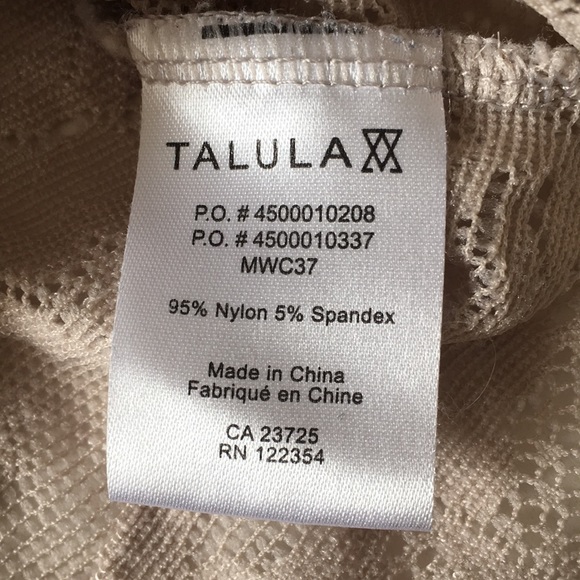 TALULA
P.O. # 4500010208
P.O. # 4500010337
MWC37
95% Nylon 5% Spandex
Made in China
Fabriqué en Chine
CA 23725
RN 122354